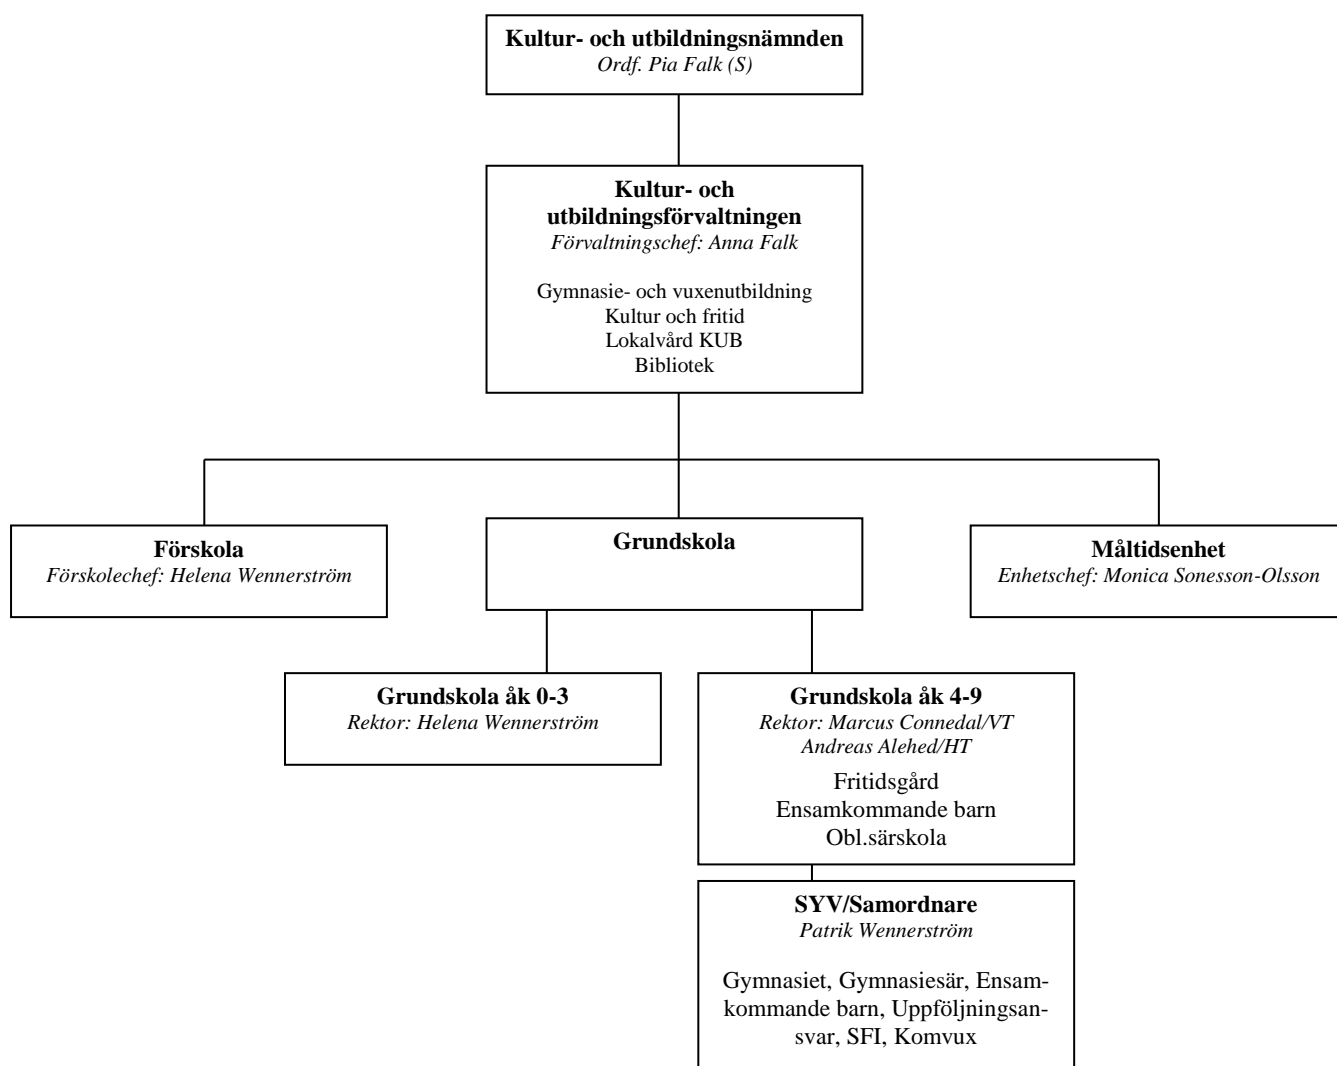 Kultur- och utbildningsnämnden
Ordf. Pia Falk (S)
Kultur- och
utbildningsförvaltningen
Förvaltningschef: Anna Falk
Gymnasie- och vuxenutbildning
Kultur och fritid
Lokalvård KUB
Bibliotek
Förskola
Förskolechef: Helena Wennerström
Grundskola
Måltidsenhet
Enhetschef: Monica Sonesson-Olsson
Grundskola åk 0-3
Rektor: Helena Wennerström
Grundskola åk 4-9
Rektor: Marcus Connedal/VT
Andreas Alehed/HT
Fritidsgård
Ensamkommande barn
Obl.särskola
SYV/Samordnare
Patrik Wennerström
Gymnasiet, Gymnasiesär, Ensam-
kommande barn, Uppföljningsan-
svar, SFI, Komvux